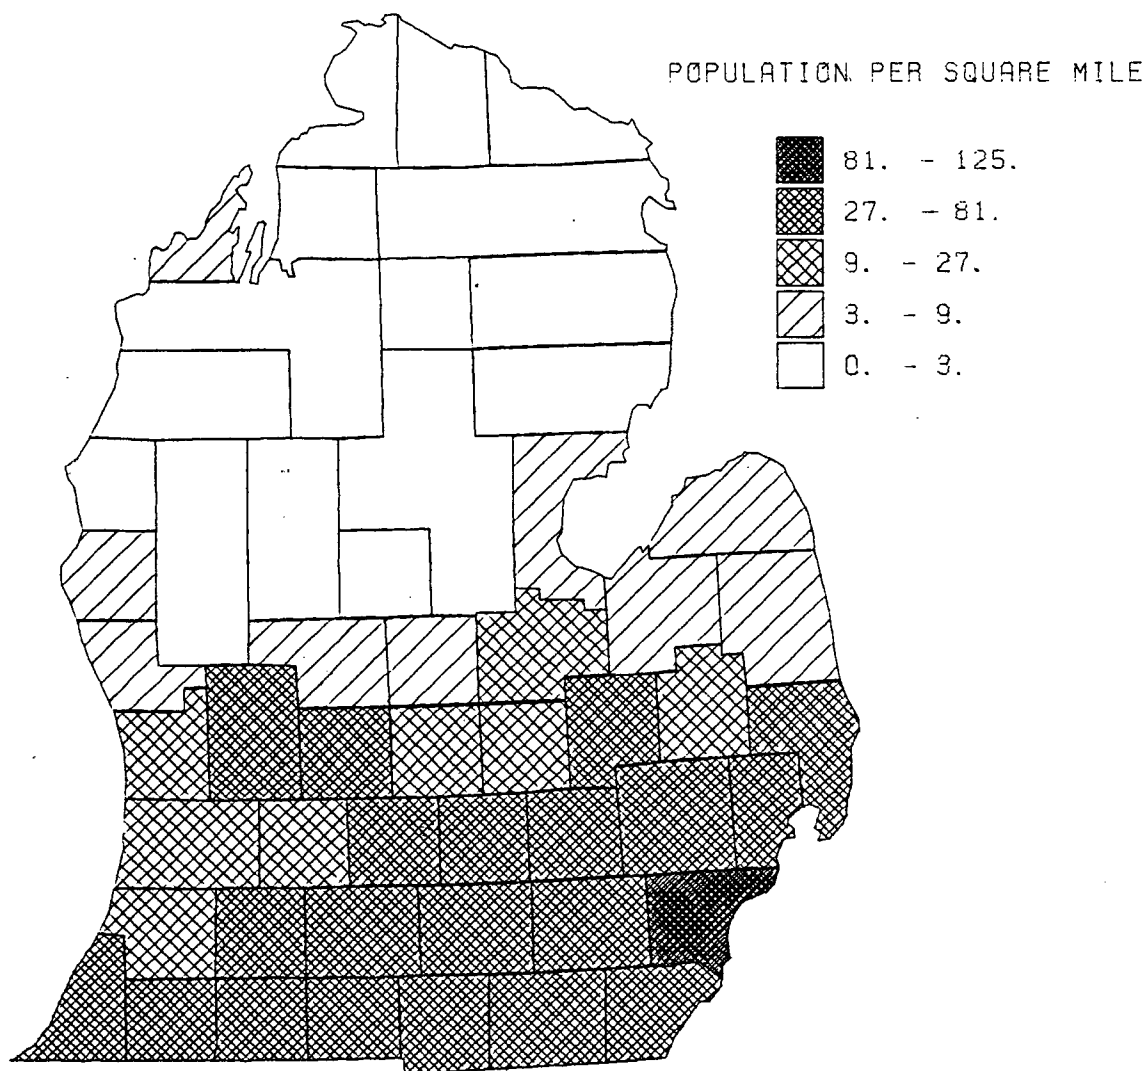 POPULATION PER SQUARE MILE
81. - 125.
27. - 81.
9. - 27.
3. - 9.
0. - 3.